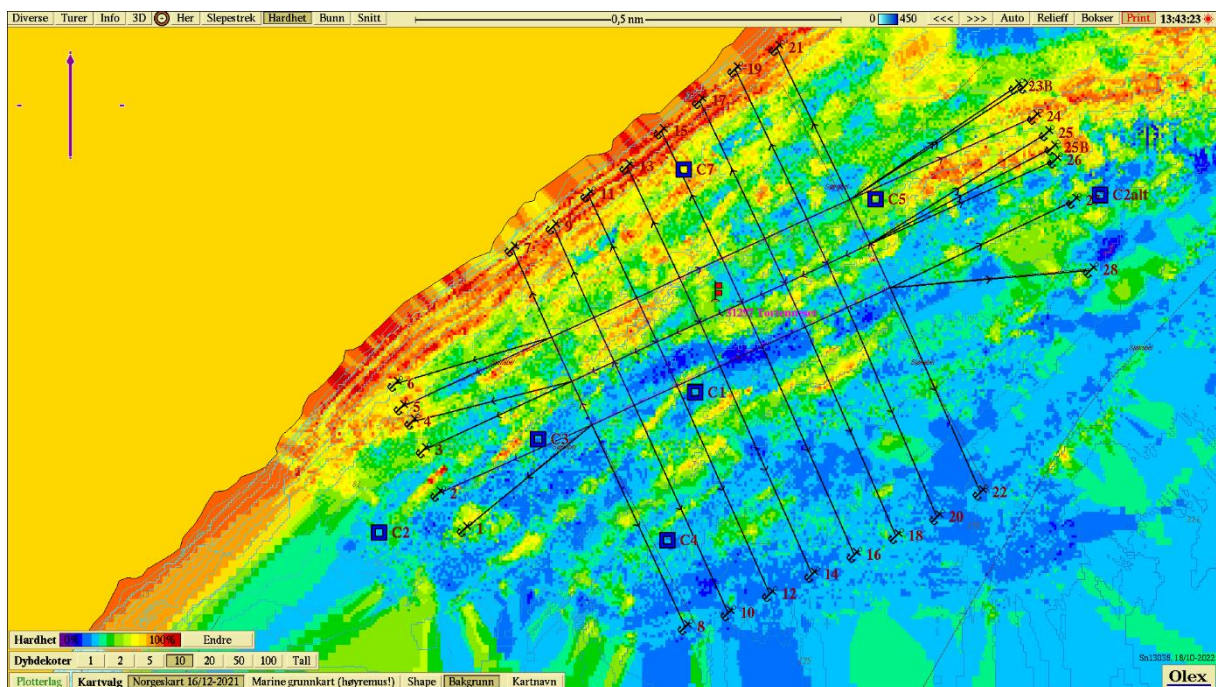 Diverse Turer Info 3D Her Slepestrek Hardhet Bunn Snitt 0,5 nm 0 450 <<< >>> Auto Relieff Bokser Print 13:43:23
21
19
23B
17
24
15
25
25B
26
13
C7
11
C5
C2alt
9
7
28
6
C1
5
4
C3
3
2
22
20
1
C2
18
C4
16
14
12
10
8
Hardhet 0% 100% Endre
Dybdekoter 1 2 5 10 20 50 100 Tall
Sn13038, 18/10-2022
Plotterlag Kartvalg Norgeskart 16/12-2021 Marine grunnkart (høyremus!) Shape Bakgrunn Kartnavn
Olex